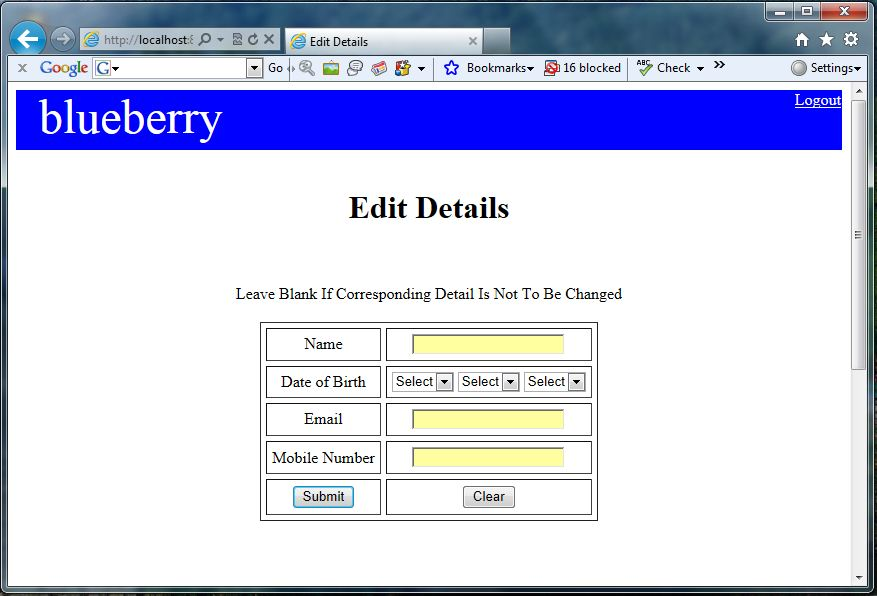 http://localhost:8
Edit Details
Google
G
Go
Bookmarks
16 blocked
ABC
Check
Settings
blueberry
Logout
Edit Details
Leave Blank If Corresponding Detail Is Not To Be Changed
Name
Date of Birth Select Select Select
Email
Mobile Number
Submit Clear